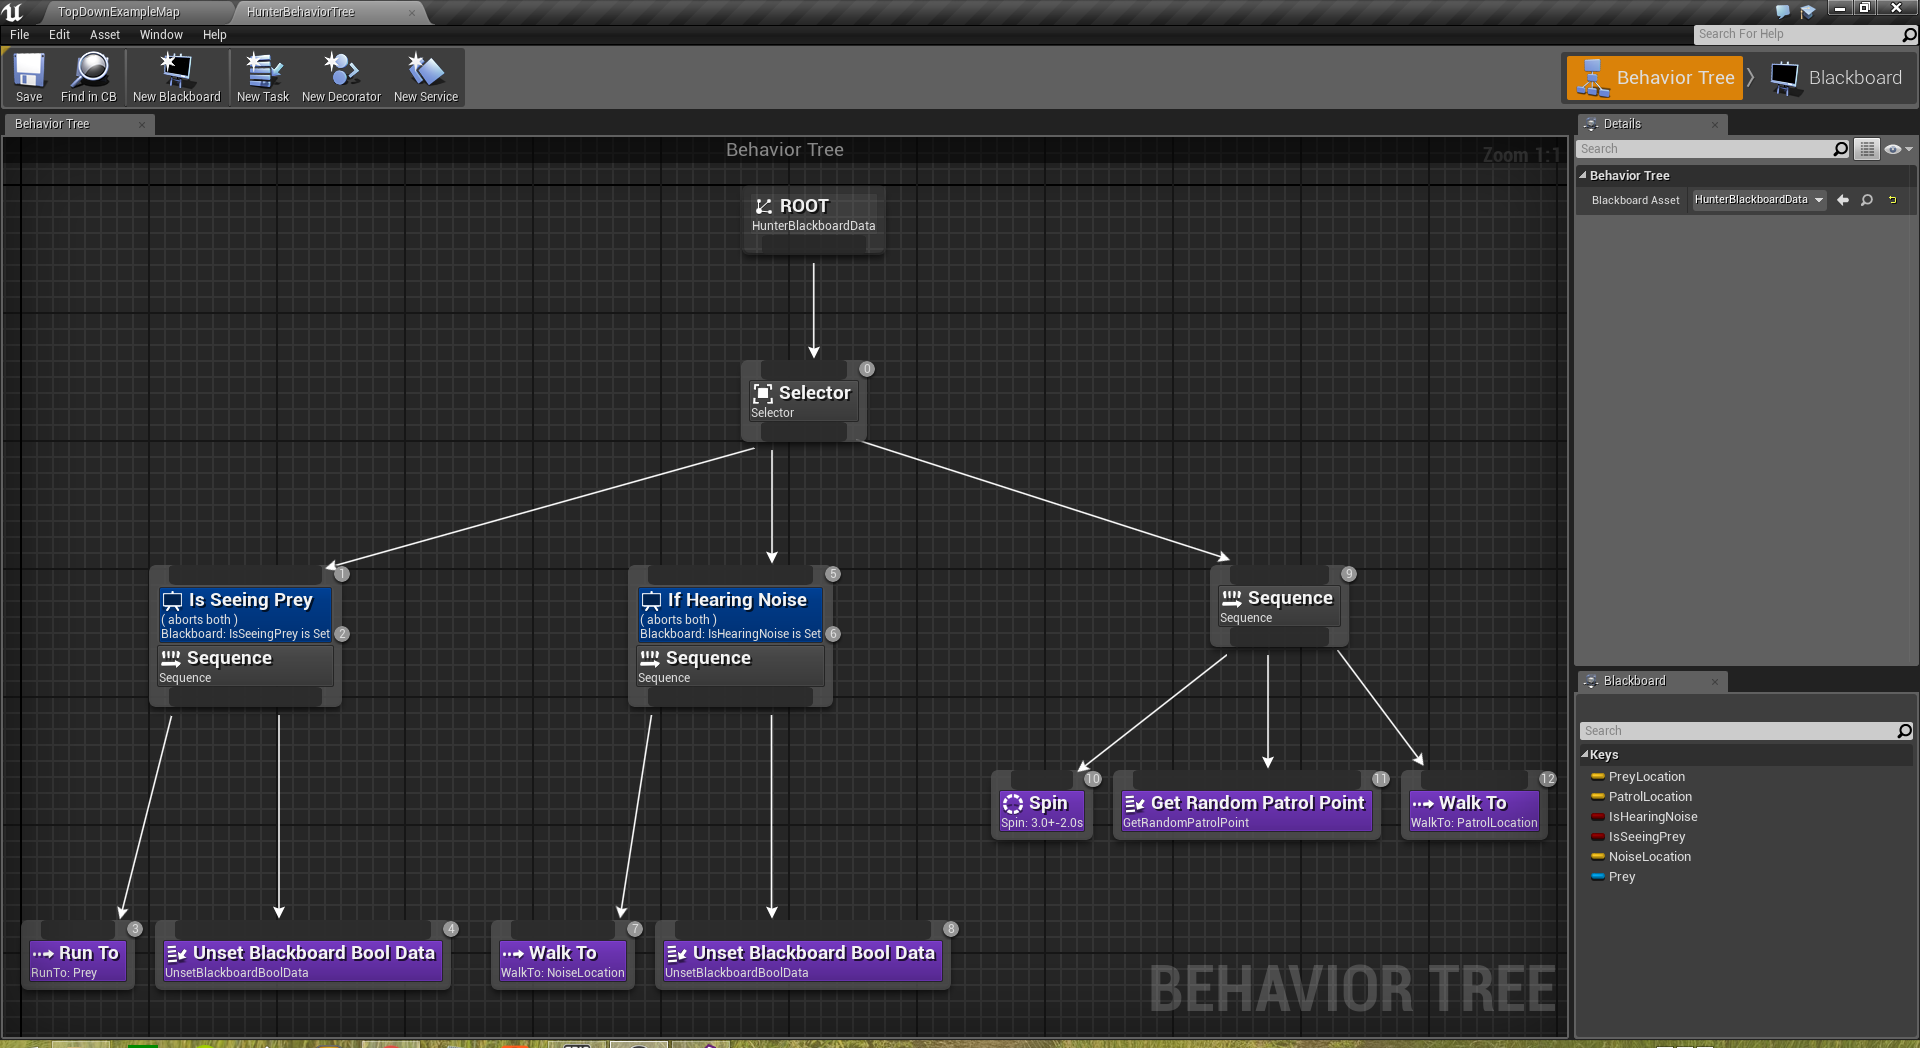 TopDownExampleMap
HunterBehaviorTree
File Edit Asset Window Help
Search For Help
Save Find in CB New Blackboard New Task New Decorator New Service
Behavior Tree Blackboard
Behavior Tree
Details
Behavior Tree
Zoom 1:1
Search
Behavior Tree
Blackboard Asset HunterBlackboardData
ROOT
HunterBlackboardData
0
Selector
Selector
1
Is Seeing Prey
( aborts both )
Blackboard: IsSeeingPrey is Set
2
Sequence
Sequence
5
If Hearing Noise
( aborts both )
Blackboard: IsHearingNoise is Set
6
Sequence
Sequence
9
Sequence
Sequence
10
Spin
Spin: 3.0+-2.0s
11
Get Random Patrol Point
GetRandomPatrolPoint
12
Walk To
WalkTo: PatrolLocation
3
Run To
RunTo: Prey
4
Unset Blackboard Bool Data
UnsetBlackboardBoolData
7
Walk To
WalkTo: NoiseLocation
8
Unset Blackboard Bool Data
UnsetBlackboardBoolData
BEHAVIOR TREE
Blackboard
Search
Keys
PreyLocation
PatrolLocation
IsHearingNoise
IsSeeingPrey
NoiseLocation
Prey